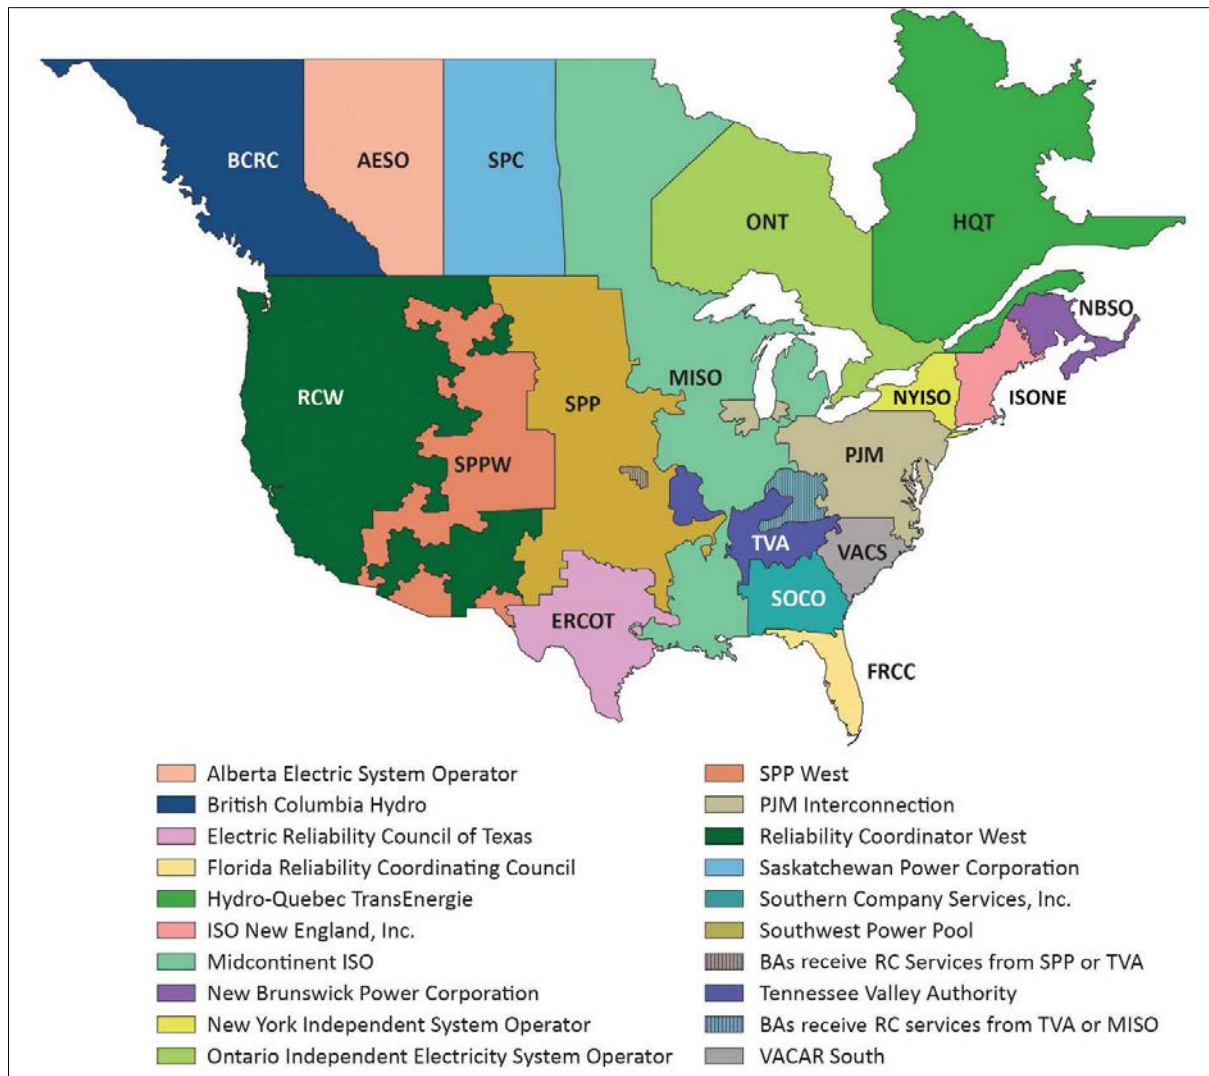 BCRC
AESO
SPC
ONT
HQT
NBSO
RCW
MISO
NYISO
ISONE
SPP
SPPW
PJM
TVA
VACS
SOCO
ERCOT
FRCC
Alberta Electric System Operator
British Columbia Hydro
Electric Reliability Council of Texas
Florida Reliability Coordinating Council
Hydro-Quebec TransEnergie
ISO New England, Inc.
Midcontinent ISO
New Brunswick Power Corporation
New York Independent System Operator
Ontario Independent Electricity System Operator
SPP West
PJM Interconnection
Reliability Coordinator West
Saskatchewan Power Corporation
Southern Company Services, Inc.
Southwest Power Pool
BAs receive RC Services from SPP or TVA
Tennessee Valley Authority
BAs receive RC services from TVA or MISO
VACAR South